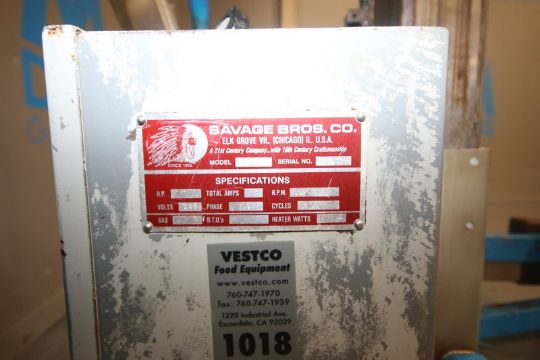 SAVAGE BROS. CO.
ELK GROVE VIL. (CHICAGO) IL. U.S.A.
A 21st Century Company...with 19th Century Craftsmanship
SINCE 1855
MODEL SERIAL NO.
SPECIFICATIONS
H.P. TOTAL AMPS R.P.M.
VOLTS 115 PHASE CYCLES
GAS B.T.U's HEATER WATTS
VESTCO
Food Equipment
www.vestco.com
760-747-1970
Fax: 760-747-1939
1220 Industrial Ave.
Escondido, CA 92029
1018